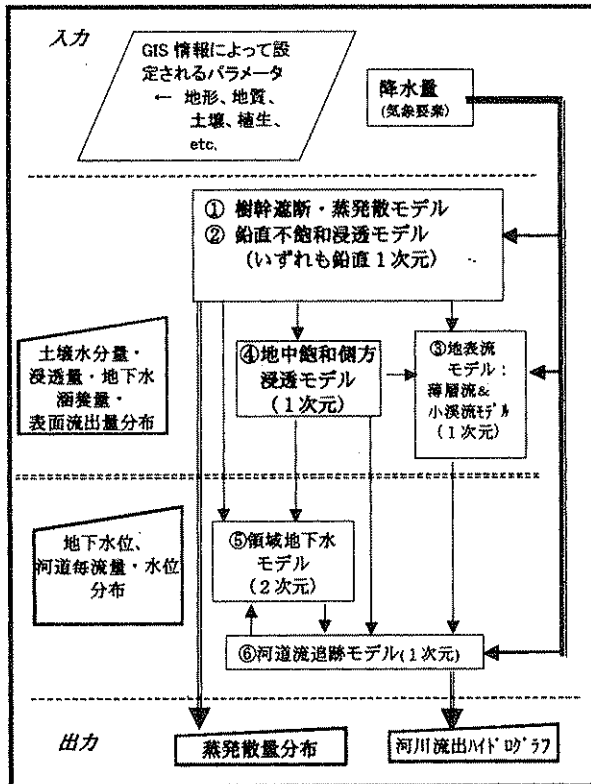 入力
GIS 情報によって設
定されるパラメータ
← 地形、地質、
土壌、植生、
etc.
降水量
(気象要素)
① 樹幹遮断・蒸発散モデル
② 鉛直不飽和浸透モデル
(いずれも鉛直1次元)
土壌水分量・
浸透量・地下水
涵養量・
表面流出量分布
④地中飽和側方
浸透モデル
(1次元)
③地表流
モデル:
薄層流&
小渓流ﾓﾃﾞﾙ
(1次元)
地下水位、
河道毎流量・水位
分布
⑤領域地下水
モデル
(2次元)
⑥河道流追跡モデル(1次元)
出力
蒸発散量分布
河川流出ﾊｲﾄﾞﾛｸﾞﾗﾌ